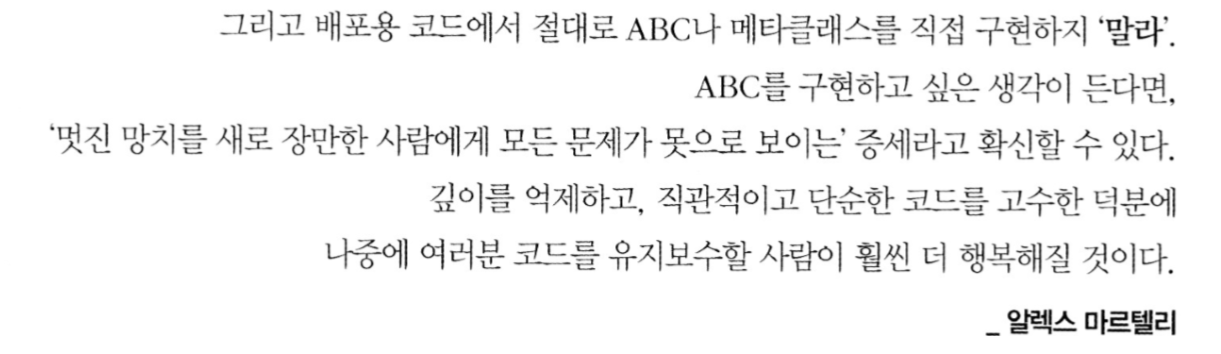 그리고 배포용 코드에서 절대로 ABC나 메타클래스를 직접 구현하지 ‘말라’.
ABC를 구현하고 싶은 생각이 든다면,
‘멋진 망치를 새로 장만한 사람에게 모든 문제가 못으로 보이는’ 증세라고 확신할 수 있다.
깊이를 억제하고, 직관적이고 단순한 코드를 고수한 덕분에
나중에 여러분 코드를 유지보수할 사람이 훨씬 더 행복해질 것이다.
_ 알렉스 마르텔리